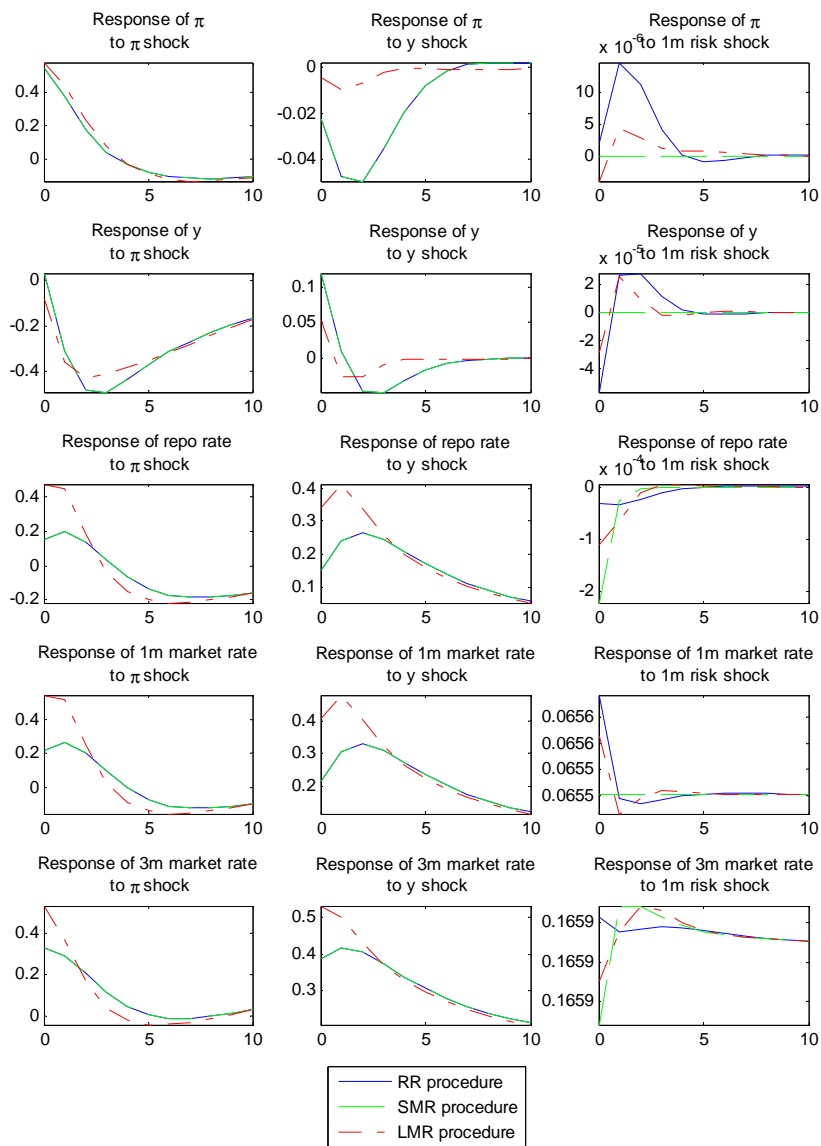 Response of π
to π shock
0.4
0.2
0
0
5
10
Response of π
to y shock
0
-0.02
-0.04
0
5
10
Response of π
x 10-6
to 1m risk shock
10
5
0
0
5
10
Response of y
to π shock
0
-0.2
-0.4
0
5
10
Response of y
to y shock
0.1
0.05
0
0
5
10
Response of y
x 10-5
to 1m risk shock
2
0
-2
-4
0
5
10
Response of repo rate
to π shock
0.4
0.2
0
-0.2
0
5
10
Response of repo rate
to y shock
0.4
0.3
0.2
0.1
0
5
10
Response of repo rate
x 10-4
to 1m risk shock
0
-1
-2
0
5
10
Response of 1m market rate
to π shock
0.4
0.2
0
0
5
10
Response of 1m market rate
to y shock
0.4
0.3
0.2
0
5
10
Response of 1m market rate
to 1m risk shock
0.0656
0.0656
0.0655
0.0655
0
5
10
Response of 3m market rate
to π shock
0.4
0.2
0
0
5
10
Response of 3m market rate
to y shock
0.5
0.4
0.3
0
5
10
Response of 3m market rate
to 1m risk shock
0.1659
0.1659
0.1659
0
5
10
RR procedure
SMR procedure
LMR procedure